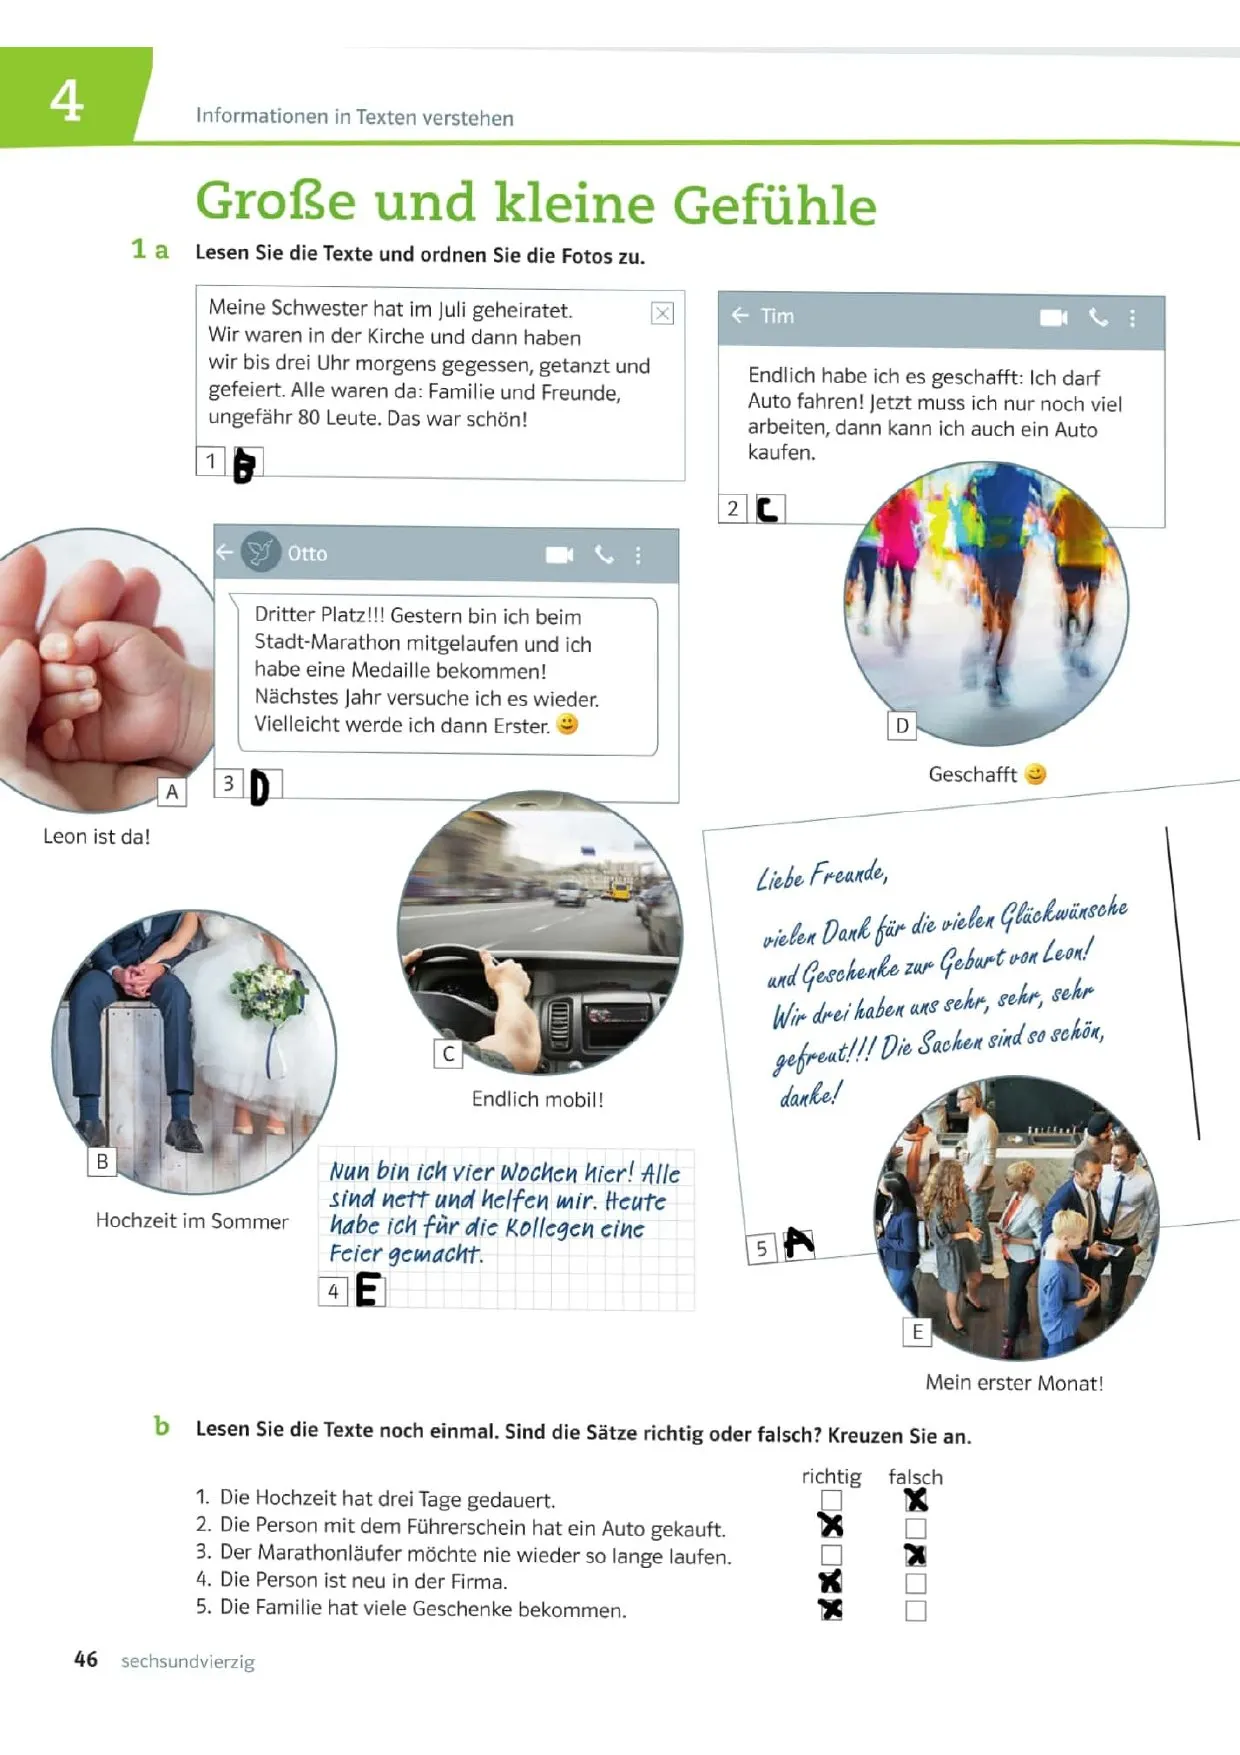 4
Informationen in Texten verstehen
Große und kleine Gefühle
1 a Lesen Sie die Texte und ordnen Sie die Fotos zu.
Meine Schwester hat im Juli geheiratet.
Wir waren in der Kirche und dann haben
wir bis drei Uhr morgens gegessen, getanzt und
gefeiert. Alle waren da: Familie und Freunde,
ungefähr 80 Leute. Das war schön!
1 B
← Tim
Endlich habe ich es geschafft: Ich darf
Auto fahren! Jetzt muss ich nur noch viel
arbeiten, dann kann ich auch ein Auto
kaufen.
2 C
← Otto
Dritter Platz!!! Gestern bin ich beim
Stadt-Marathon mitgelaufen und ich
habe eine Medaille bekommen!
Nächstes Jahr versuche ich es wieder.
Vielleicht werde ich dann Erster. 😀
3 D
D
Geschafft 😉
A
Leon ist da!
C
Endlich mobil!
Liebe Freunde,
vielen Dank für die vielen Glückwünsche
und Geschenke zur Geburt von Leon!
Wir drei haben uns sehr, sehr, sehr
gefreut!!! Die Sachen sind so schön,
danke!
5 A
B
Hochzeit im Sommer
Nun bin ich vier Wochen hier! Alle
sind nett und helfen mir. Heute
habe ich für die Kollegen eine
Feier gemacht.
4 E
E
Mein erster Monat!
b Lesen Sie die Texte noch einmal. Sind die Sätze richtig oder falsch? Kreuzen Sie an.
richtig falsch
1. Die Hochzeit hat drei Tage gedauert.
2. Die Person mit dem Führerschein hat ein Auto gekauft.
3. Der Marathonläufer möchte nie wieder so lange laufen.
4. Die Person ist neu in der Firma.
5. Die Familie hat viele Geschenke bekommen.
46 sechsundvierzig